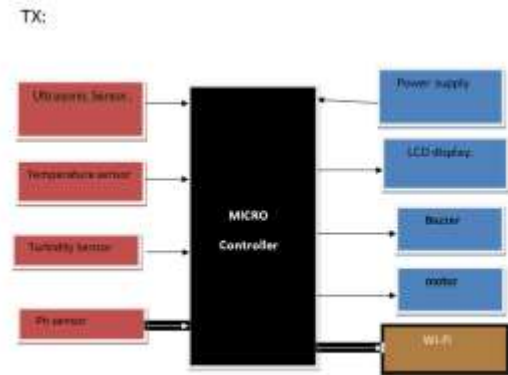 TX:
Ultrasonic Sensor.
Power supply
LCD display.
Temperature sensor
MICRO
Controller
Buzzer
Turbidity sensor
motor
Ph sensor
Wi-Fi